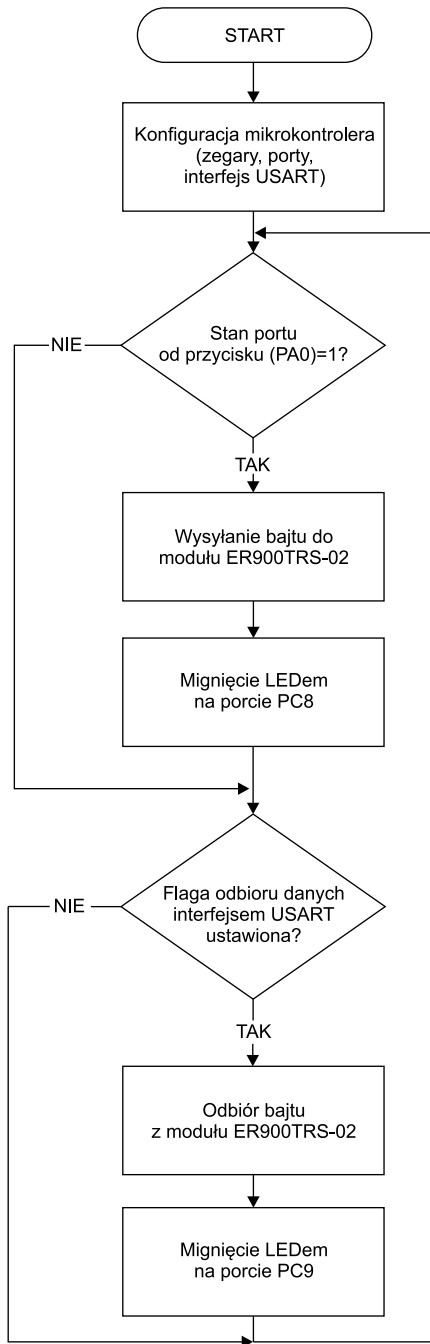 START
Konfiguracja mikrokontrolera
(zegary, porty,
interfejs USART)
Stan portu
od przycisku (PA0)=1?
NIE
TAK
Wysyłanie bajtu do
modułu ER900TRS-02
Mignięcie LEDem
na porcie PC8
Flaga odbioru danych
interfejsem USART
ustawiona?
NIE
TAK
Odbiór bajtu
z modułu ER900TRS-02
Mignięcie LEDem
na porcie PC9